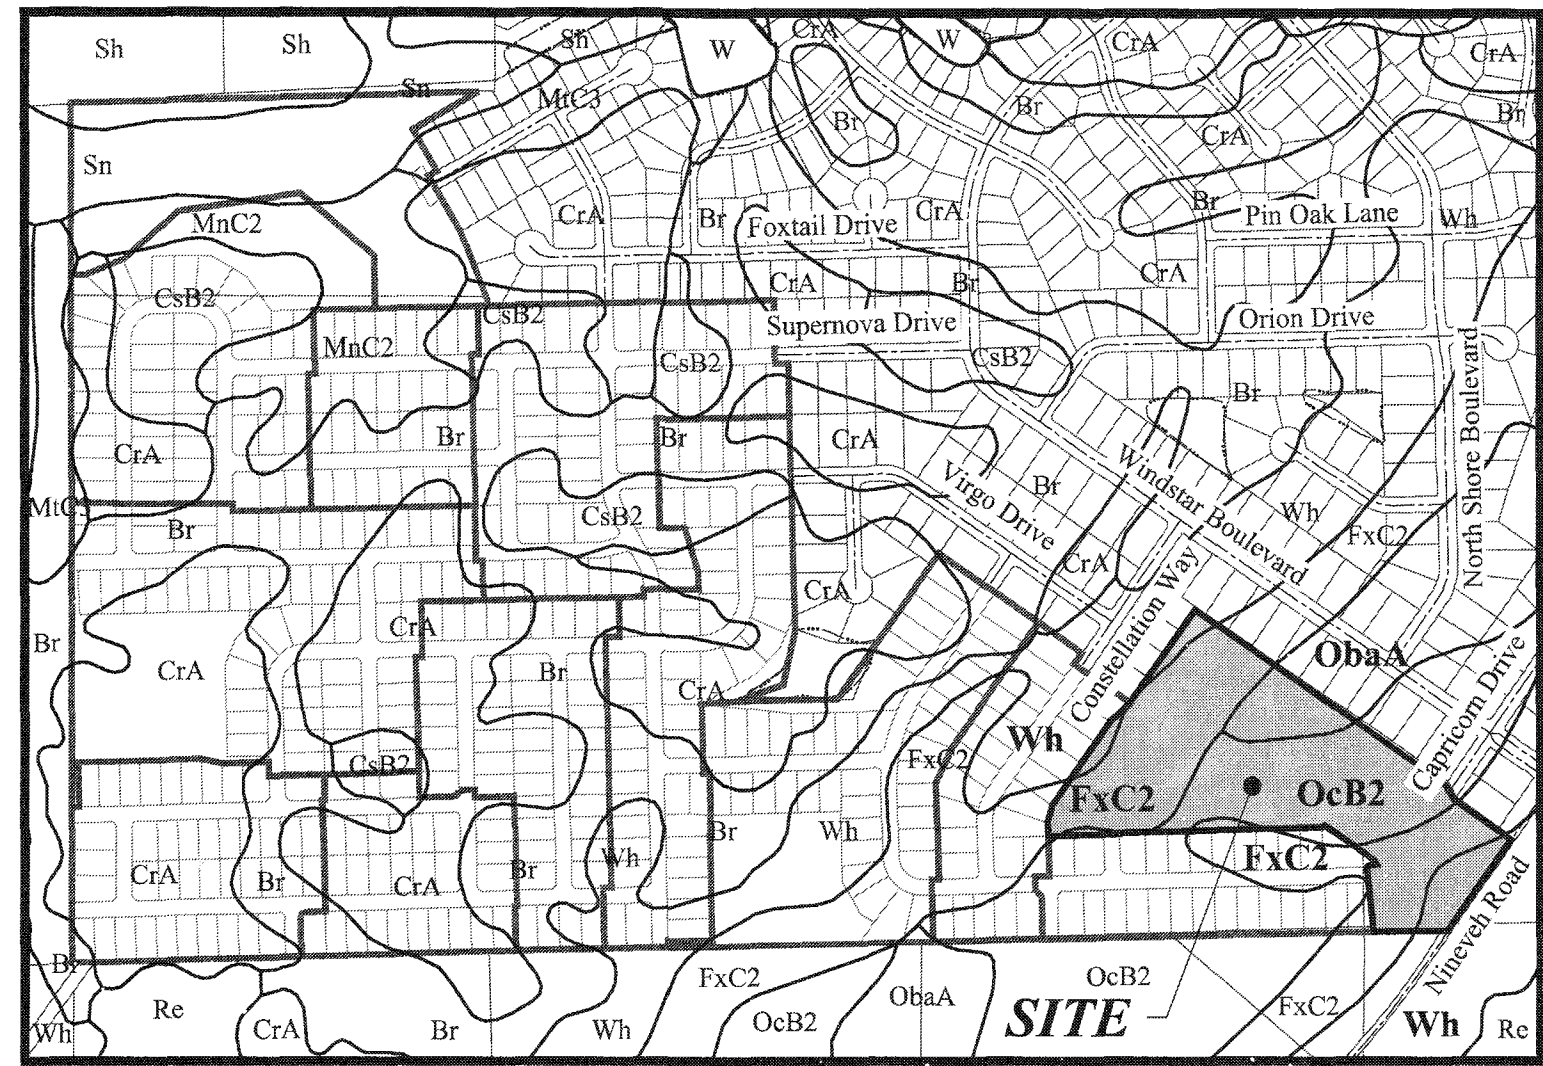 Sh
Sh
Sh
W
CrA
W
CrA
CrA
Sn
MtC3
Br
Br
Br
CrA
Sn
MnC2
CrA
Br
Foxtail Drive
CrA
Br
Pin Oak Lane
Wh
CsB2
CrA
Br
CrA
CsB2
Supernova Drive
Orion Drive
MnC2
CsB2
CsB2
Br
North Shore Boulevard
CrA
Br
Br
CrA
Virgo Drive
Br
Windstar Boulevard
Wh
FxC2
Br
CsB2
CrA
CrA
Constellation Way
Br
CrA
CrA
Br
CrA
ObaA
Capricorn Drive
CsB2
FxC2
Wh
FxC2
OcB2
CrA
Br
CrA
Br
Wh
Br
Wh
FxC2
Nineveh Road
Br
Re
CrA
Br
Wh
Wh
FxC2
OcB2
ObaA
OcB2
SITE
FxC2
Wh
Re